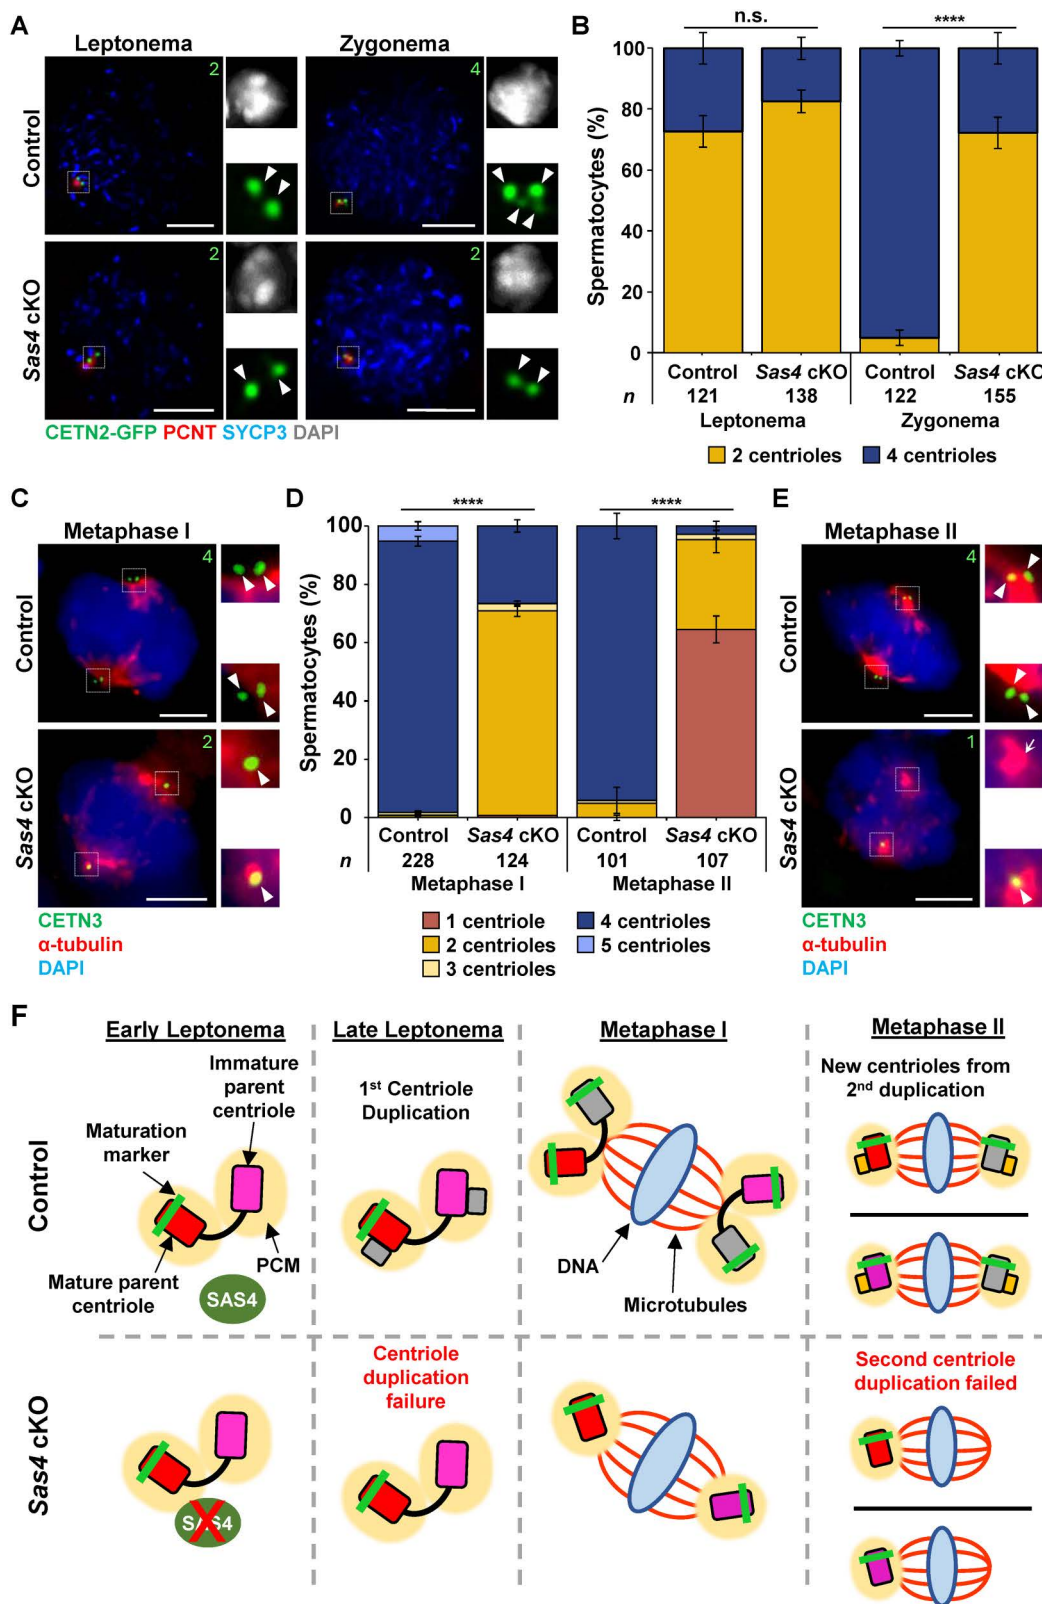 A
Leptonema
Zygonema
Control
2
4
Sas4 cKO
2
2
CETN2-GFP PCNT SYCP3 DAPI
B
n.s.
****
Spermatocytes (%)
100
80
60
40
20
0
Control Sas4 cKO Control Sas4 cKO
n 121 138 122 155
Leptonema Zygonema
2 centrioles 4 centrioles
C
Metaphase I
Control
4
Sas4 cKO
2
CETN3
α-tubulin
DAPI
D
**** ****
Spermatocytes (%)
100
80
60
40
20
0
Control Sas4 cKO Control Sas4 cKO
n 228 124 101 107
Metaphase I Metaphase II
1 centriole 4 centrioles
2 centrioles 5 centrioles
3 centrioles
E
Metaphase II
Control
4
Sas4 cKO
1
CETN3
α-tubulin
DAPI
F
Early Leptonema
Late Leptonema
Metaphase I
Metaphase II
Control
Immature
parent
centriole
Maturation
marker
Mature parent
centriole
PCM
SAS4
1st Centriole
Duplication
DNA
Microtubules
New centrioles from
2nd duplication
Sas4 cKO
SAS4
Centriole
duplication
failure
Second centriole
duplication failed